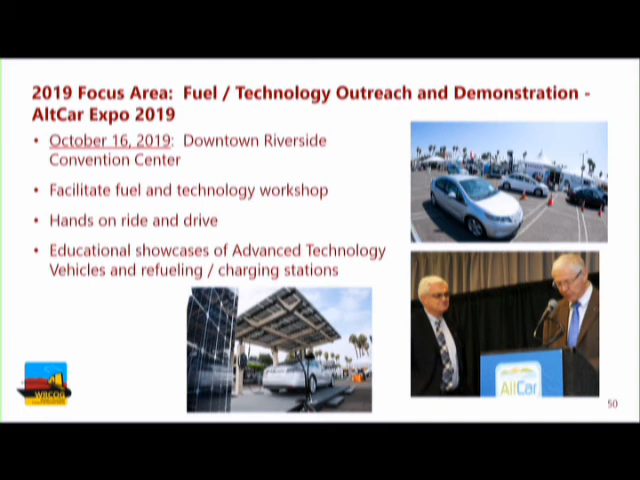 2019 Focus Area:  Fuel / Technology Outreach and Demonstration -
AltCar Expo 2019
• October 16, 2019:  Downtown Riverside
Convention Center
• Facilitate fuel and technology workshop
• Hands on ride and drive
• Educational showcases of Advanced Technology
Vehicles and refueling / charging stations
AltCar
WRCOG
50